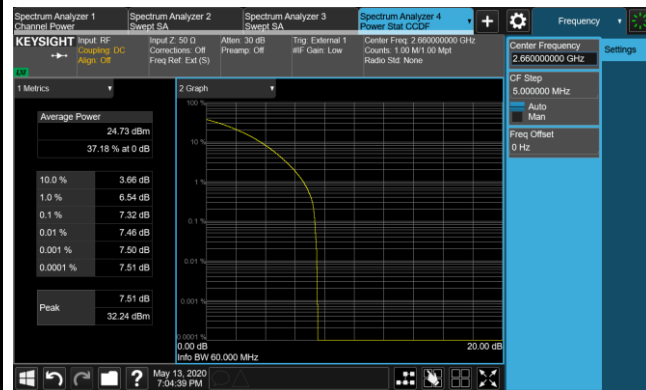 Spectrum Analyzer 1
Channel Power
Spectrum Analyzer 2
Swept SA
Spectrum Analyzer 3
Swept SA
Spectrum Analyzer 4
Power Stat CCDF
Frequency
KEYSIGHT
Input: RF
Coupling: DC
Align: Off
Input Z: 50 Ω
Corrections: Off
Freq Ref: Ext (S)
Atten: 30 dB
Preamp: Off
Trig: External 1
#IF Gain: Low
Center Freq: 2.660000000 GHz
Counts: 1.00 M/1.00 Mpt
Radio Std: None
Center Frequency
2.660000000 GHz
Settings
CF Step
5.000000 MHz
Auto
Man
Freq Offset
0 Hz
1 Metrics
2 Graph
Average Power
24.73 dBm
37.18 % at 0 dB
10.0 % 3.66 dB
1.0 % 6.54 dB
0.1 % 7.32 dB
0.01 % 7.46 dB
0.001 % 7.50 dB
0.0001 % 7.51 dB
Peak
7.51 dB
32.24 dBm
100 %
10 %
1 %
0.1 %
0.01 %
0.001 %
0.0001 %
0.00 dB
20.00 dB
Info BW 60.000 MHz
May 13, 2020
7:04:39 PM